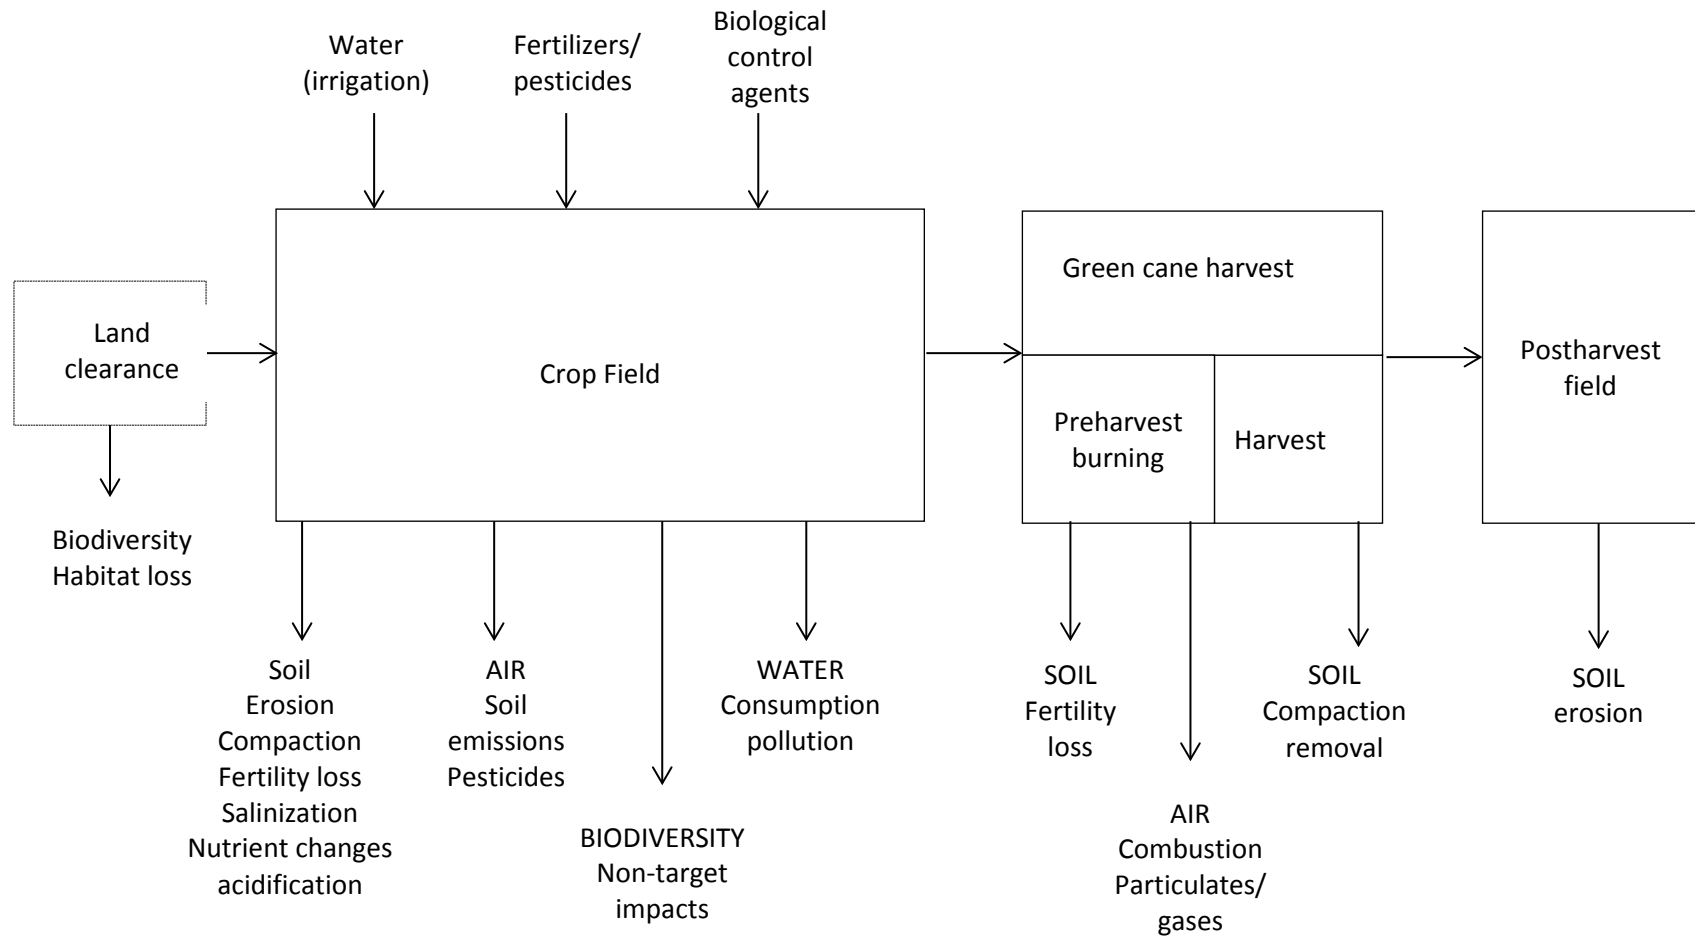 Water
(irrigation)
Fertilizers/
pesticides
Biological
control
agents
Land
clearance
Crop Field
Green cane harvest
Preharvest
burning
Harvest
Postharvest
field
Biodiversity
Habitat loss
Soil
Erosion
Compaction
Fertility loss
Salinization
Nutrient changes
acidification
AIR
Soil
emissions
Pesticides
BIODIVERSITY
Non-target
impacts
WATER
Consumption
pollution
SOIL
Fertility
loss
AIR
Combustion
Particulates/
gases
SOIL
Compaction
removal
SOIL
erosion